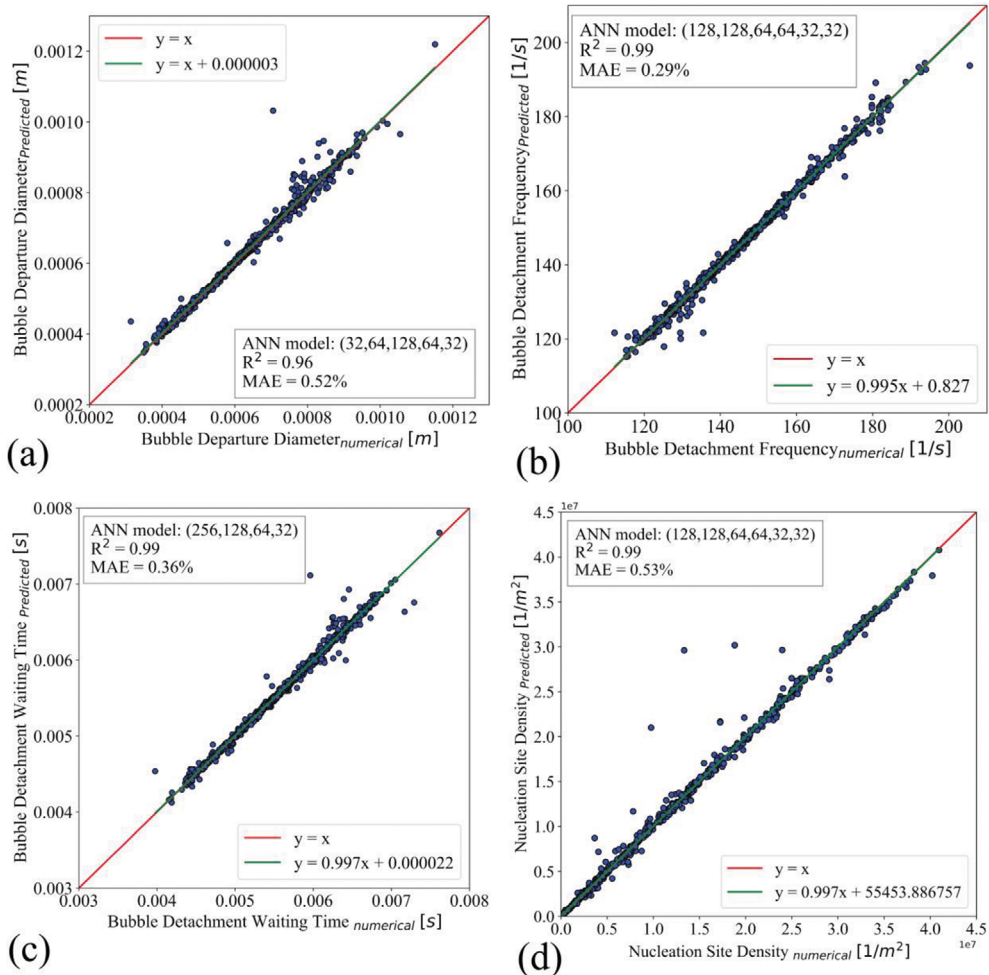 0.0012
0.0010
0.0008
0.0006
0.0004
0.0002
Bubble Departure Diameter_Predicted [m]
y = x
y = x + 0.000003
ANN model: (32,64,128,64,32)
R² = 0.96
MAE = 0.52%
0.0002 0.0004 0.0006 0.0008 0.0010 0.0012
Bubble Departure Diameter_numerical [m]
(a)
200
180
160
140
120
100
Bubble Detachment Frequency_Predicted [1/s]
ANN model: (128,128,64,64,32,32)
R² = 0.99
MAE = 0.29%
y = x
y = 0.995x + 0.827
100 120 140 160 180 200
Bubble Detachment Frequency_numerical [1/s]
(b)
0.008
0.007
0.006
0.005
0.004
0.003
Bubble Detachment Waiting Time _Predicted [s]
ANN model: (256,128,64,32)
R² = 0.99
MAE = 0.36%
y = x
y = 0.997x + 0.000022
0.003 0.004 0.005 0.006 0.007 0.008
Bubble Detachment Waiting Time _numerical [s]
(c)
1e7
4.5
4.0
3.5
3.0
2.5
2.0
1.5
1.0
0.5
0.0
Nucleation Site Density _Predicted [1/m²]
ANN model: (128,128,64,64,32,32)
R² = 0.99
MAE = 0.53%
y = x
y = 0.997x + 55453.886757
0.0 0.5 1.0 1.5 2.0 2.5 3.0 3.5 4.0 4.5
1e7
Nucleation Site Density _numerical [1/m²]
(d)